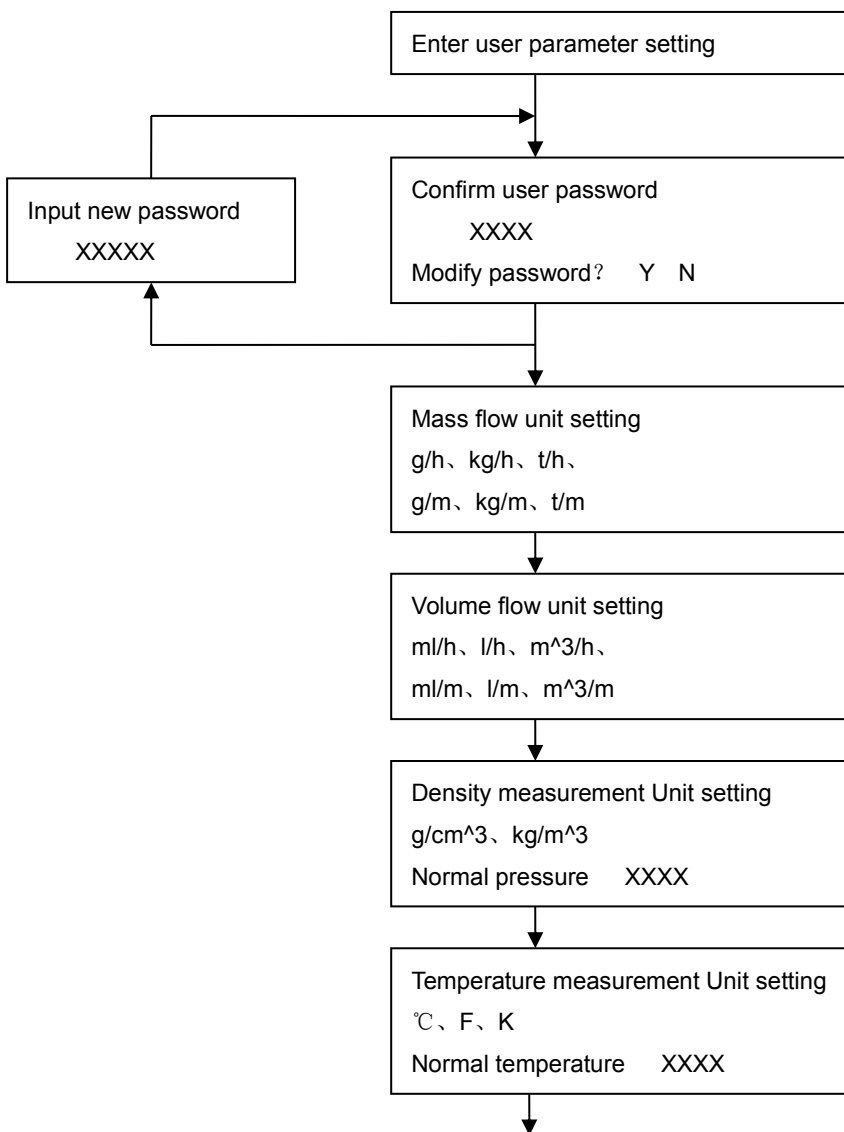 Enter user parameter setting
Input new password
XXXXX
Confirm user password
XXXX
Modify password？ Y N
Mass flow unit setting
g/h、kg/h、t/h、
g/m、kg/m、t/m
Volume flow unit setting
ml/h、l/h、m^3/h、
ml/m、l/m、m^3/m
Density measurement Unit setting
g/cm^3、kg/m^3
Normal pressure XXXX
Temperature measurement Unit setting
℃、F、K
Normal temperature XXXX